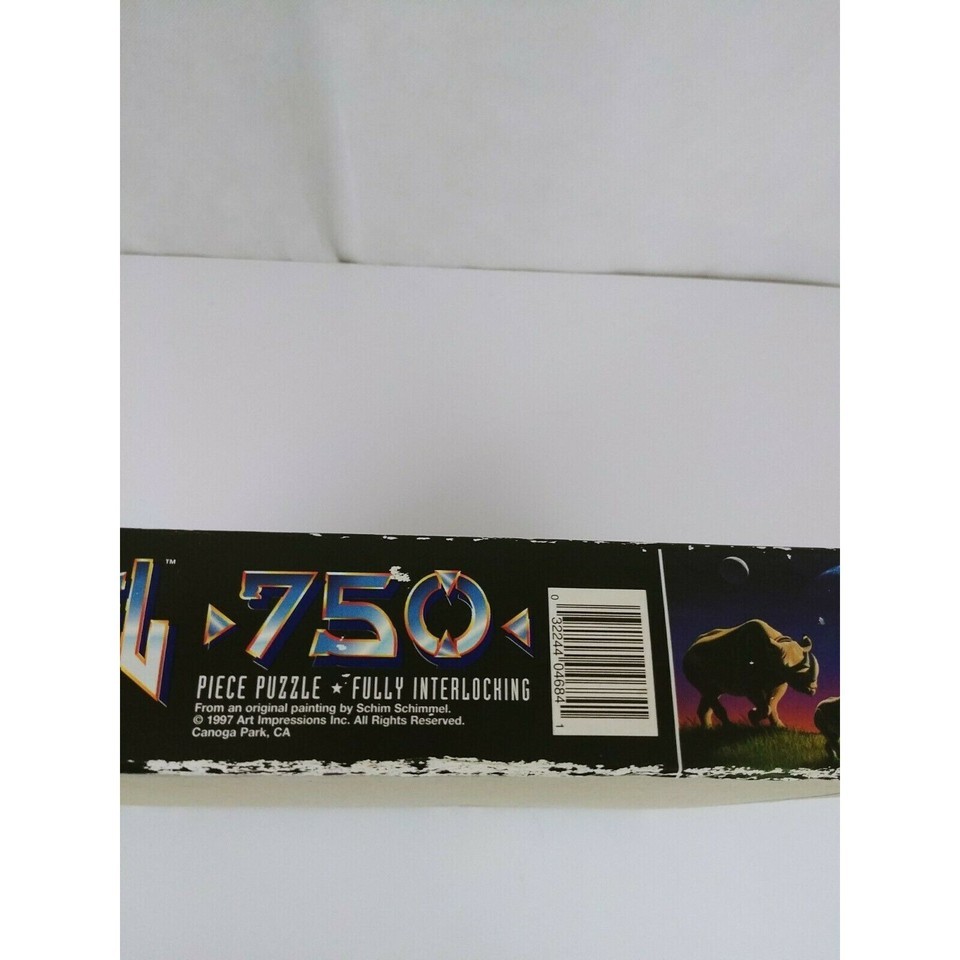 ™
750
PIECE PUZZLE ★ FULLY INTERLOCKING
From an original painting by Schim Schimmel.
© 1997 Art Impressions Inc. All Rights Reserved.
Canoga Park, CA
0 32244 04684 1